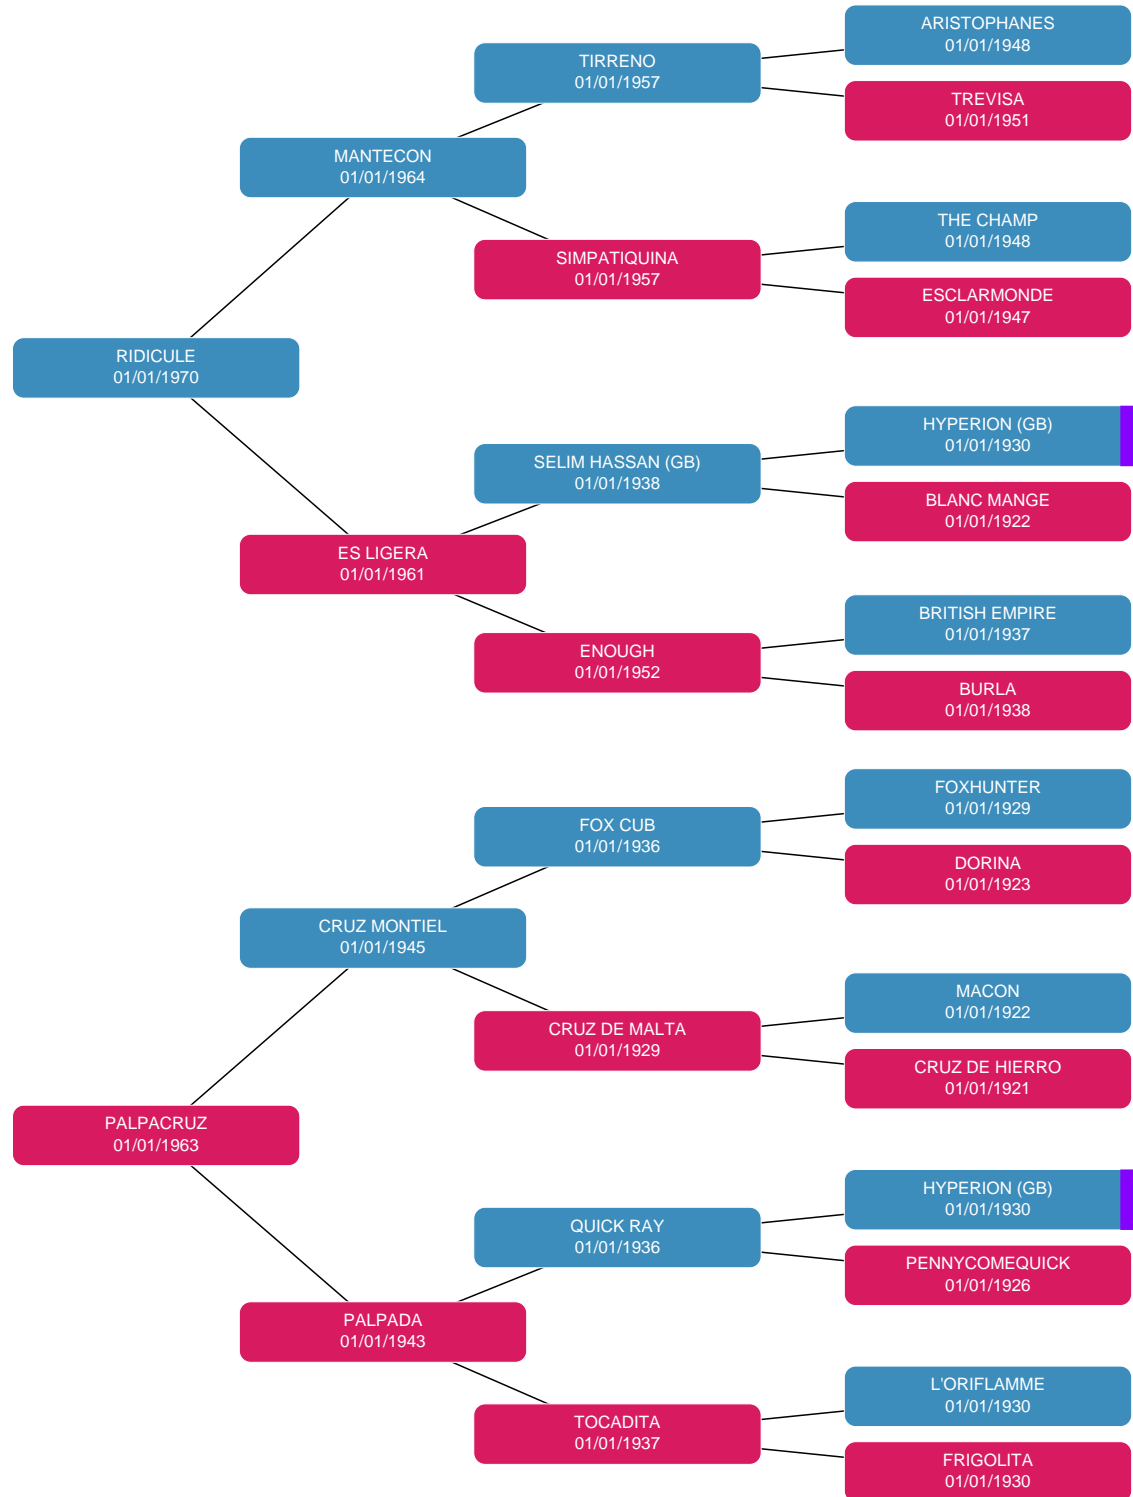 ARISTOPHANES
01/01/1948
TIRRENO
01/01/1957
TREVISA
01/01/1951
MANTECON
01/01/1964
THE CHAMP
01/01/1948
SIMPATIQUINA
01/01/1957
ESCLARMONDE
01/01/1947
RIDICULE
01/01/1970
HYPERION (GB)
01/01/1930
SELIM HASSAN (GB)
01/01/1938
BLANC MANGE
01/01/1922
ES LIGERA
01/01/1961
BRITISH EMPIRE
01/01/1937
ENOUGH
01/01/1952
BURLA
01/01/1938
FOXHUNTER
01/01/1929
FOX CUB
01/01/1936
DORINA
01/01/1923
CRUZ MONTIEL
01/01/1945
MACON
01/01/1922
CRUZ DE MALTA
01/01/1929
CRUZ DE HIERRO
01/01/1921
PALPACRUZ
01/01/1963
HYPERION (GB)
01/01/1930
QUICK RAY
01/01/1936
PENNYCOMEQUICK
01/01/1926
PALPADA
01/01/1943
L'ORIFLAMME
01/01/1930
TOCADITA
01/01/1937
FRIGOLITA
01/01/1930